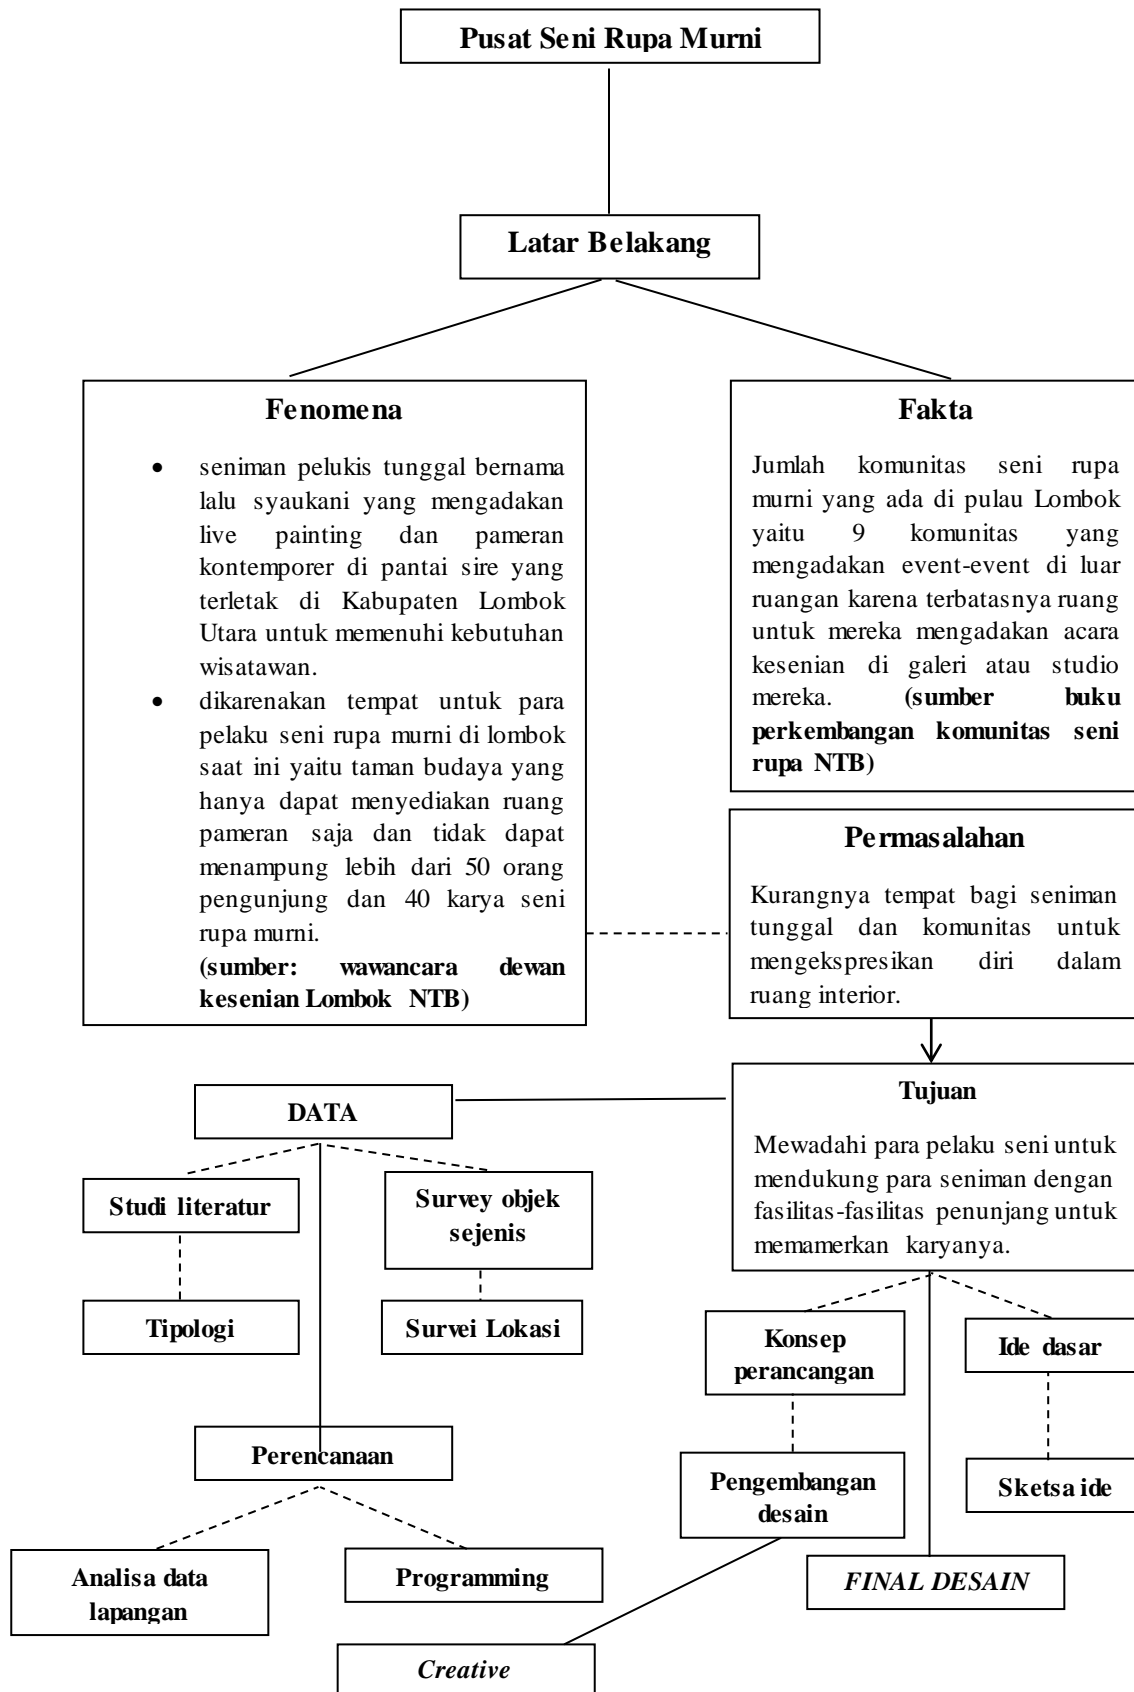 Pusat Seni Rupa Murni
Latar Belakang
Fenomena
• seniman pelukis tunggal bernama
lalu syaukani yang mengadakan
live painting dan pameran
kontemporer di pantai sire yang
terletak di Kabupaten Lombok
Utara untuk memenuhi kebutuhan
wisatawan.
• dikarenakan tempat untuk para
pelaku seni rupa murni di lombok
saat ini yaitu taman budaya yang
hanya dapat menyediakan ruang
pameran saja dan tidak dapat
menampung lebih dari 50 orang
pengunjung dan 40 karya seni
rupa murni.
(sumber: wawancara dewan
kesenian Lombok NTB)
Fakta
Jumlah komunitas seni rupa
murni yang ada di pulau Lombok
yaitu 9 komunitas yang
mengadakan event-event di luar
ruangan karena terbatasnya ruang
untuk mereka mengadakan acara
kesenian di galeri atau studio
mereka. (sumber buku
perkembangan komunitas seni
rupa NTB)
Permasalahan
Kurangnya tempat bagi seniman
tunggal dan komunitas untuk
mengekspresikan diri dalam
ruang interior.
Tujuan
Mewadahi para pelaku seni untuk
mendukung para seniman dengan
fasilitas-fasilitas penunjang untuk
memamerkan karyanya.
DATA
Studi literatur
Survey objek
sejenis
Tipologi
Survei Lokasi
Konsep
perancangan
Ide dasar
Perencanaan
Pengembangan
desain
Sketsa ide
Analisa data
lapangan
Programming
FINAL DESAIN
Creative